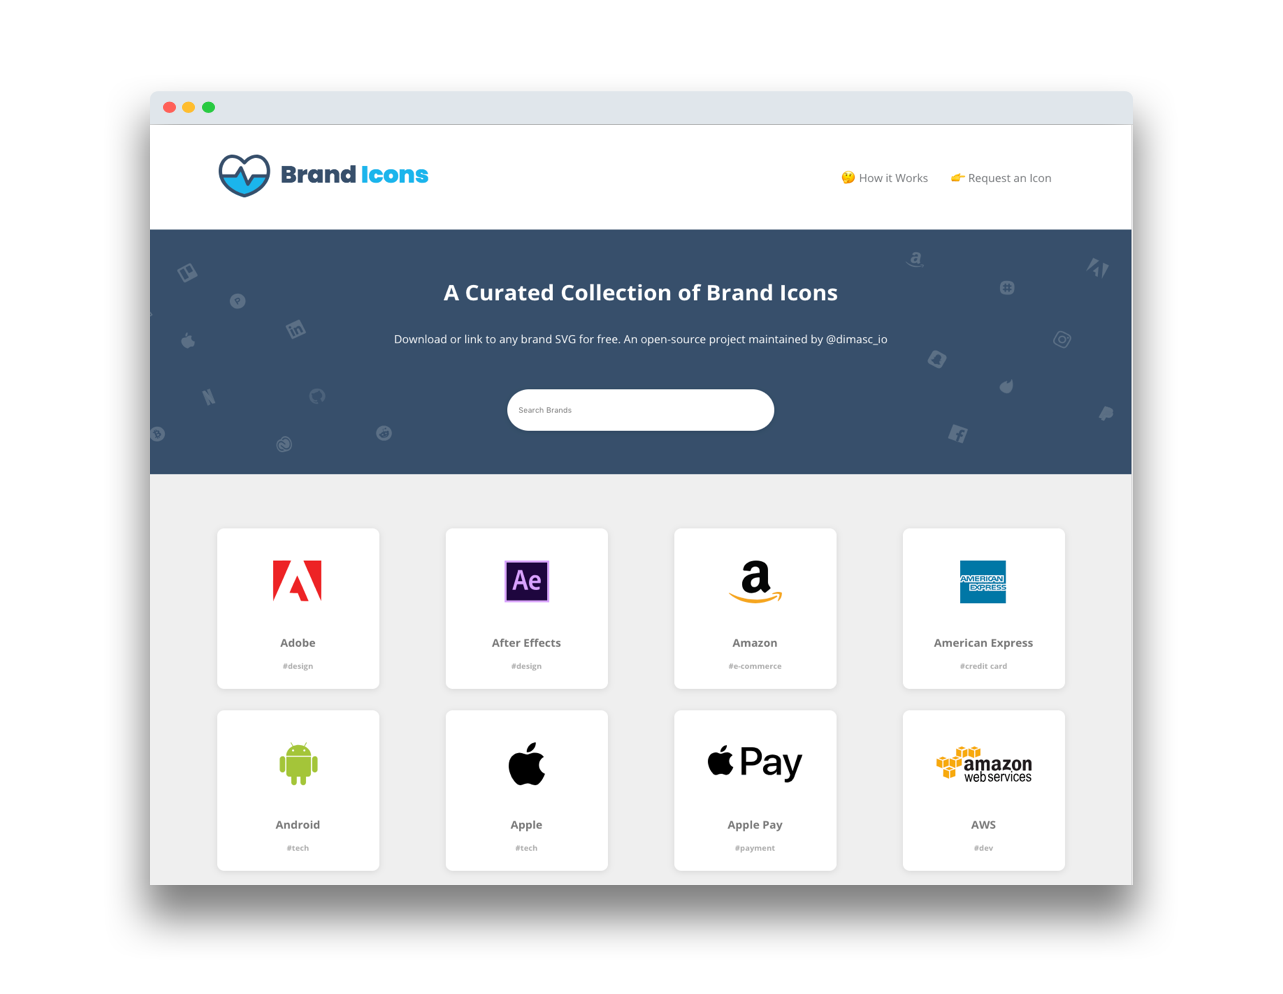 Brand Icons
🤔 How it Works 👉 Request an Icon
A Curated Collection of Brand Icons
Download or link to any brand SVG for free. An open-source project maintained by @dimasc_io
Search Brands
Ae
a
AMERICAN
EXPRESS
Adobe
After Effects
Amazon
American Express
#design
#design
#e-commerce
#credit card
Pay
amazon
web services
Android
Apple
Apple Pay
AWS
#tech
#tech
#payment
#dev